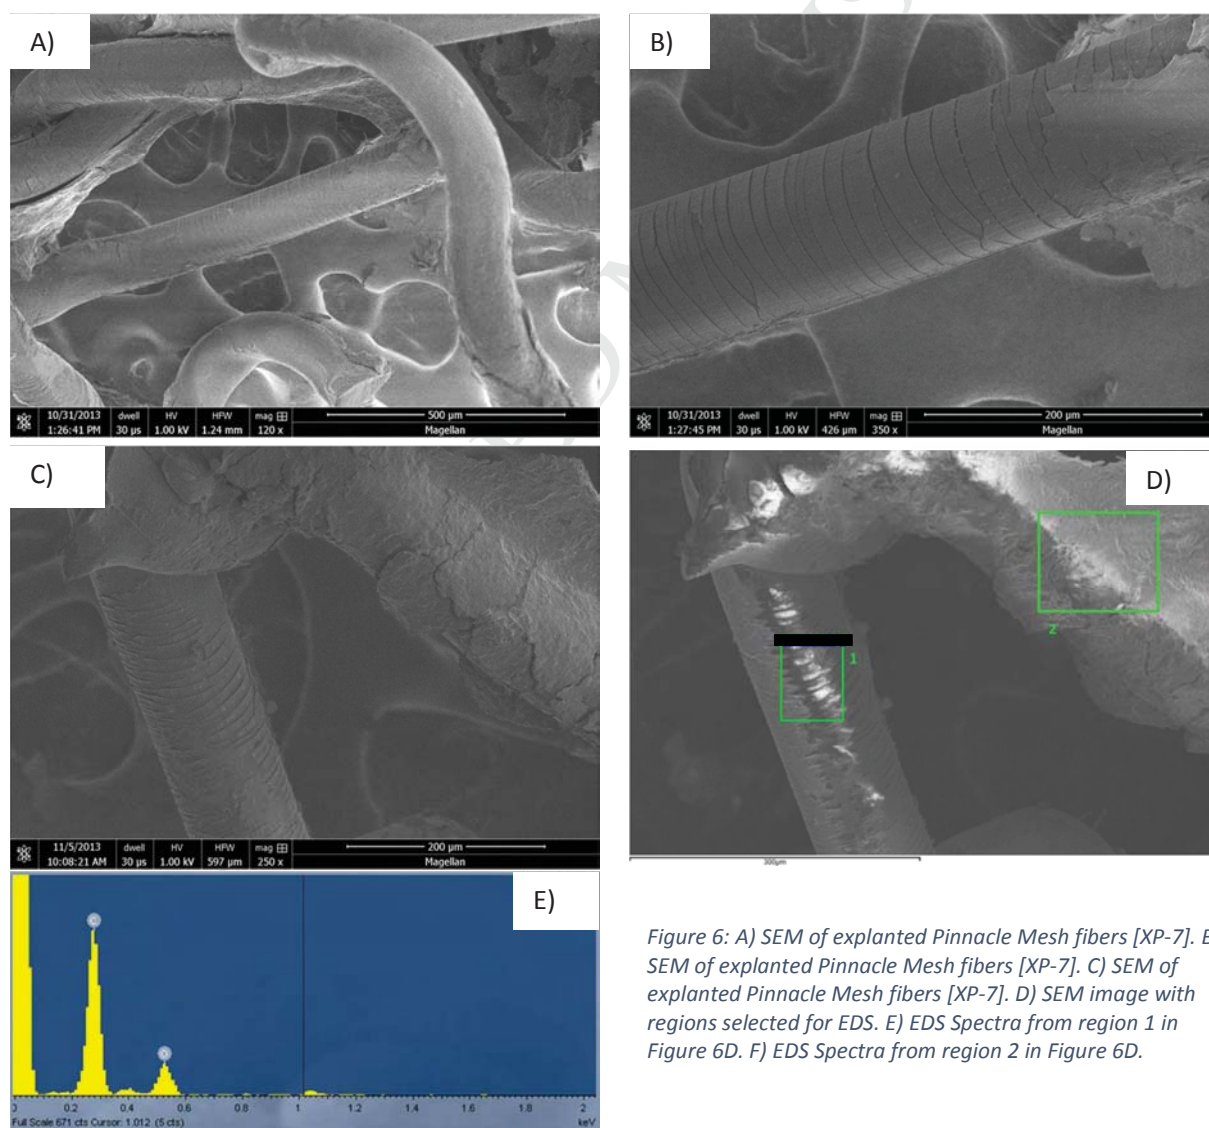 A)
10/31/2013 dwell HV HFW mag
1:26:41 PM 30 µs 1.00 kV 1.24 mm 120 x
500 µm
Magellan
B)
10/31/2013 dwell HV HFW mag
1:27:45 PM 30 µs 1.00 kV 426 µm 350 x
200 µm
Magellan
C)
11/5/2013 dwell HV HFW mag
10:08:21 AM 30 µs 1.00 kV 597 µm 250 x
200 µm
Magellan
D)
1
2
300µm
E)
0 0.2 0.4 0.6 0.8 1 1.2 1.4 1.6 1.8 2
Full Scale 671 cts Cursor: 1.012 (5 cts)
keV
Figure 6: A) SEM of explanted Pinnacle Mesh fibers [XP-7].
SEM of explanted Pinnacle Mesh fibers [XP-7]. C) SEM of
explanted Pinnacle Mesh fibers [XP-7]. D) SEM image with
regions selected for EDS. E) EDS Spectra from region 1 in
Figure 6D. F) EDS Spectra from region 2 in Figure 6D.